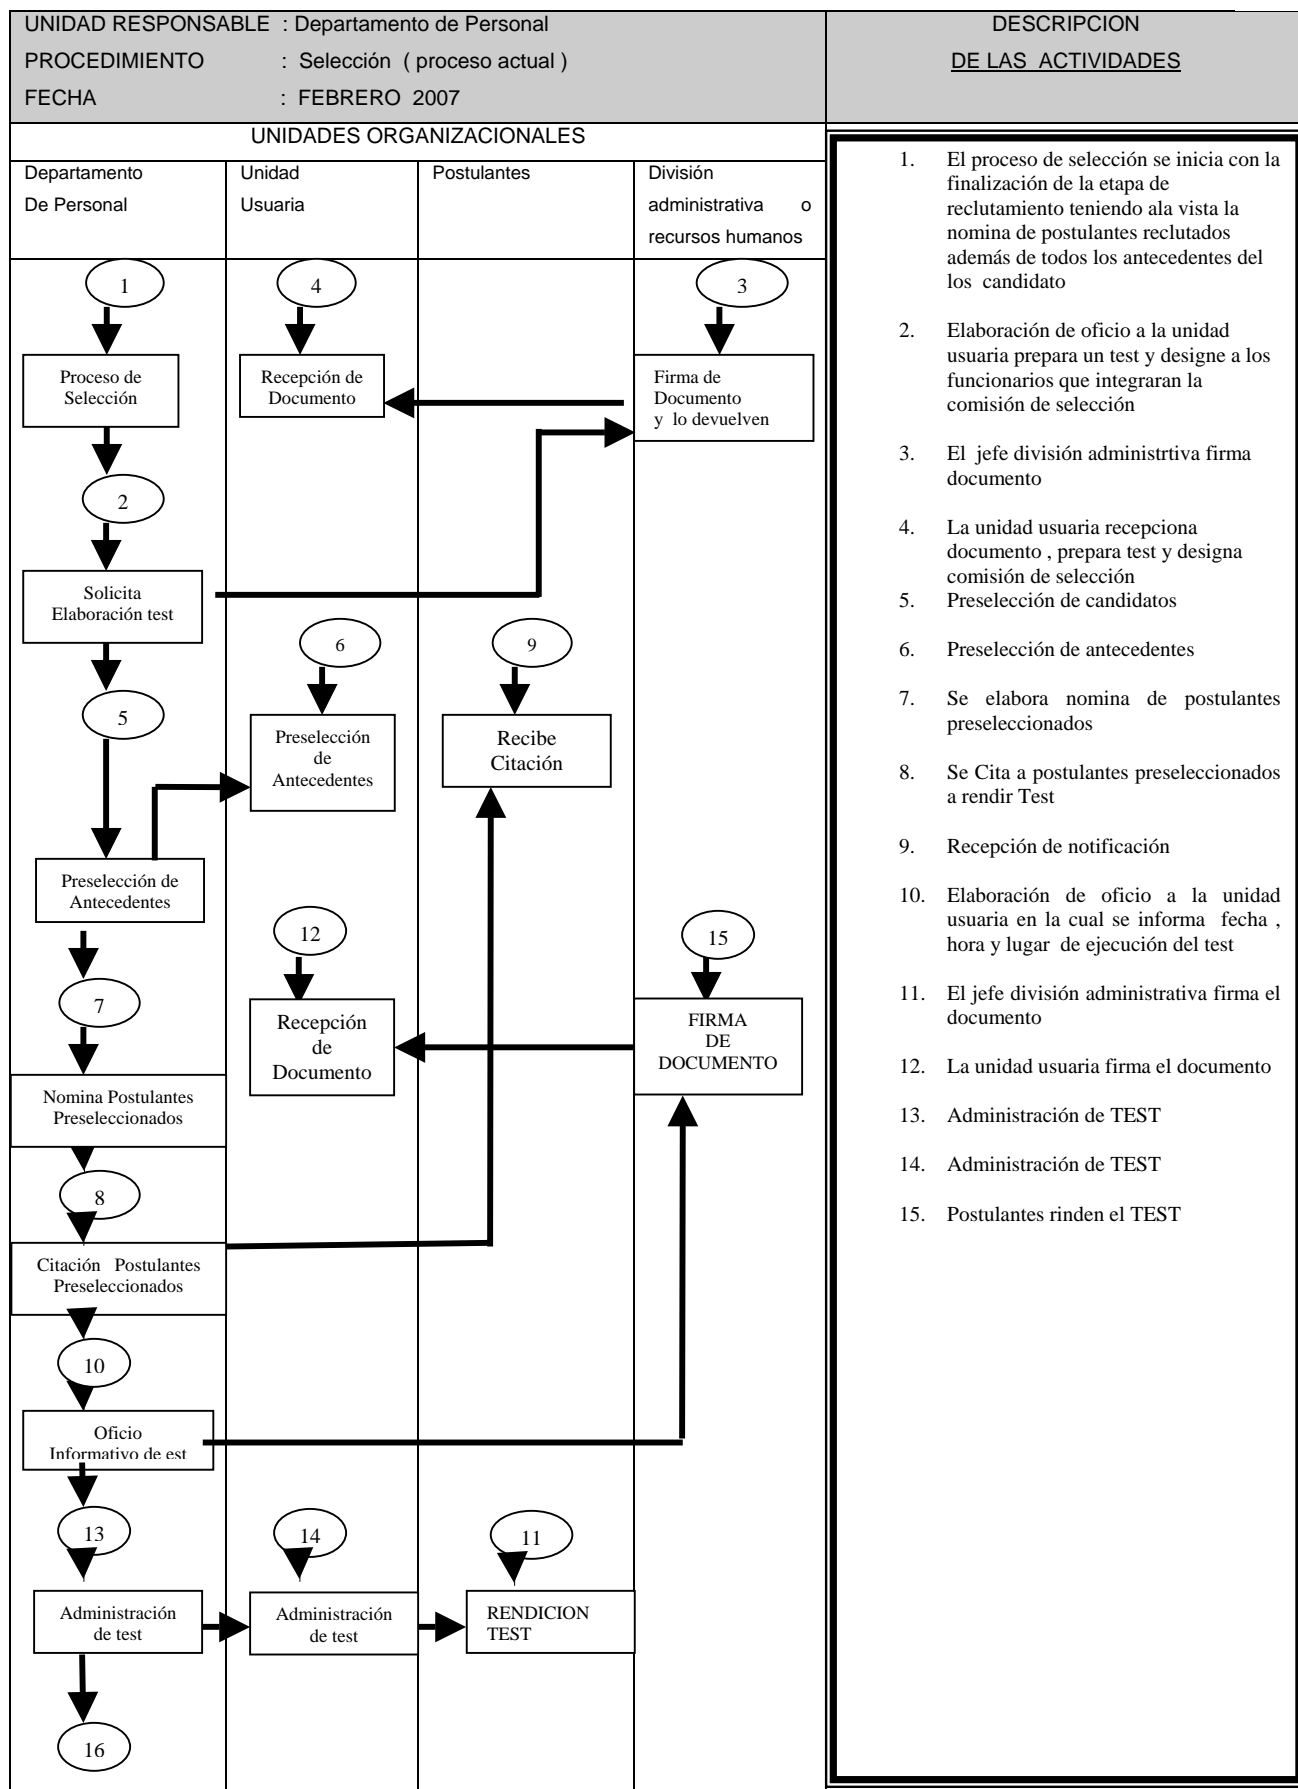 UNIDAD RESPONSABLE : Departamento de Personal
PROCEDIMIENTO : Selección ( proceso actual )
FECHA : FEBRERO 2007
DESCRIPCION
DE LAS ACTIVIDADES
UNIDADES ORGANIZACIONALES
Departamento
De Personal
Unidad
Usuaria
Postulantes
División
administrativa o
recursos humanos
1
4
3
Proceso de
Selección
Recepción de
Documento
Firma de
Documento
y lo devuelven
2
Solicita
Elaboración test
6
9
5
Preselección
de
Antecedentes
Recibe
Citación
Preselección de
Antecedentes
12
15
7
Recepción
de
Documento
FIRMA
DE
DOCUMENTO
Nomina Postulantes
Preseleccionados
8
Citación Postulantes
Preseleccionados
10
Oficio
Informativo de est
13
14
11
Administración
de test
Administración
de test
RENDICION
TEST
16
1. El proceso de selección se inicia con la
finalización de la etapa de
reclutamiento teniendo ala vista la
nomina de postulantes reclutados
además de todos los antecedentes del
los candidato
2. Elaboración de oficio a la unidad
usuaria prepara un test y designe a los
funcionarios que integraran la
comisión de selección
3. El jefe división administrtiva firma
documento
4. La unidad usuaria recepciona
documento , prepara test y designa
comisión de selección
5. Preselección de candidatos
6. Preselección de antecedentes
7. Se elabora nomina de postulantes
preseleccionados
8. Se Cita a postulantes preseleccionados
a rendir Test
9. Recepción de notificación
10. Elaboración de oficio a la unidad
usuaria en la cual se informa fecha ,
hora y lugar de ejecución del test
11. El jefe división administrativa firma el
documento
12. La unidad usuaria firma el documento
13. Administración de TEST
14. Administración de TEST
15. Postulantes rinden el TEST